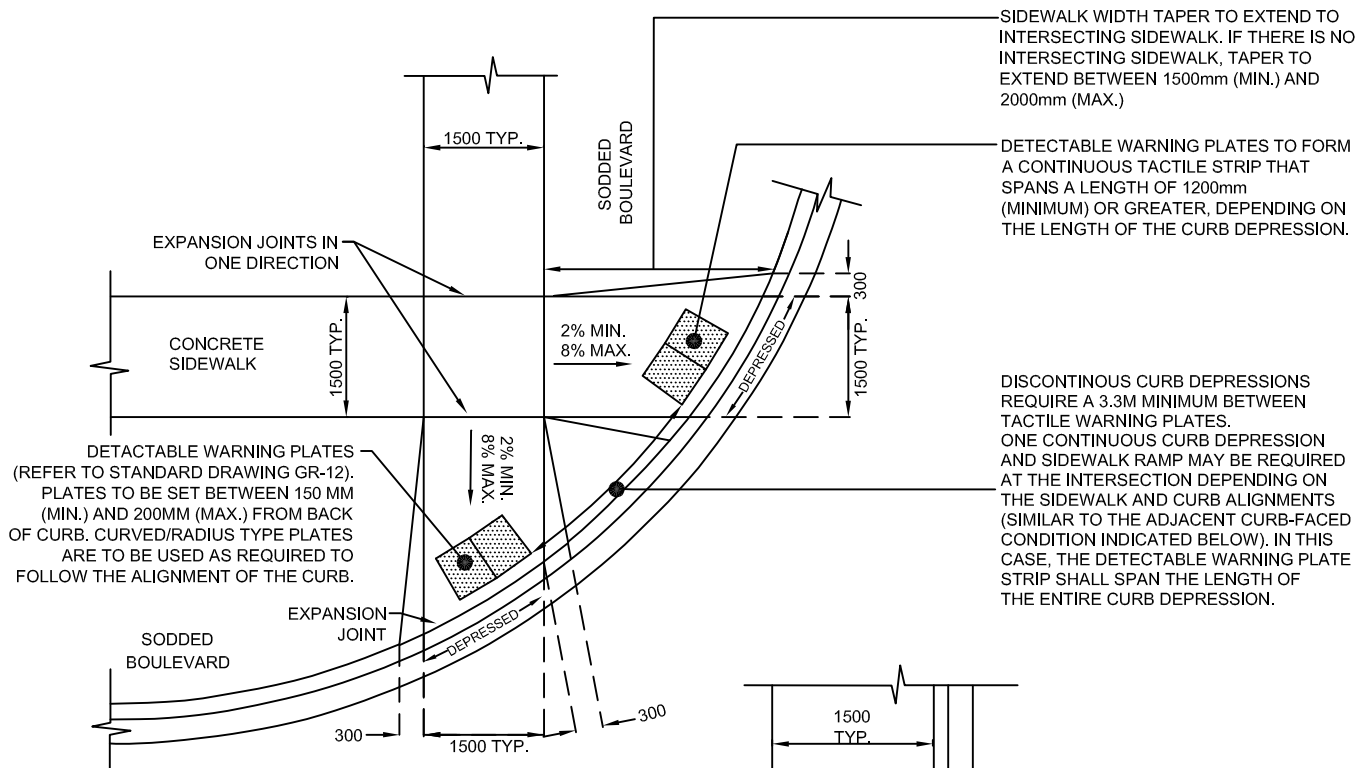 SIDEWALK WIDTH TAPER TO EXTEND TO
INTERSECTING SIDEWALK. IF THERE IS NO
INTERSECTING SIDEWALK, TAPER TO
EXTEND BETWEEN 1500mm (MIN.) AND
2000mm (MAX.)
1500 TYP.
SODDED
BOULEVARD
DETECTABLE WARNING PLATES TO FORM
A CONTINUOUS TACTILE STRIP THAT
SPANS A LENGTH OF 1200mm
(MINIMUM) OR GREATER, DEPENDING ON
THE LENGTH OF THE CURB DEPRESSION.
EXPANSION JOINTS IN
ONE DIRECTION
300
CONCRETE
SIDEWALK
1500 TYP.
2% MIN.
8% MAX.
DEPRESSED
1500 TYP.
DISCONTINOUS CURB DEPRESSIONS
REQUIRE A 3.3M MINIMUM BETWEEN
TACTILE WARNING PLATES.
ONE CONTINUOUS CURB DEPRESSION
AND SIDEWALK RAMP MAY BE REQUIRED
AT THE INTERSECTION DEPENDING ON
THE SIDEWALK AND CURB ALIGNMENTS
(SIMILAR TO THE ADJACENT CURB-FACED
CONDITION INDICATED BELOW). IN THIS
CASE, THE DETECTABLE WARNING PLATE
STRIP SHALL SPAN THE LENGTH OF
THE ENTIRE CURB DEPRESSION.
DETACTABLE WARNING PLATES
(REFER TO STANDARD DRAWING GR-12).
PLATES TO BE SET BETWEEN 150 MM
(MIN.) AND 200MM (MAX.) FROM BACK
OF CURB. CURVED/RADIUS TYPE PLATES
ARE TO BE USED AS REQUIRED TO
FOLLOW THE ALIGNMENT OF THE CURB.
2% MIN.
8% MAX.
EXPANSION
JOINT
DEPRESSED
SODDED
BOULEVARD
300
1500 TYP.
300
1500
TYP.